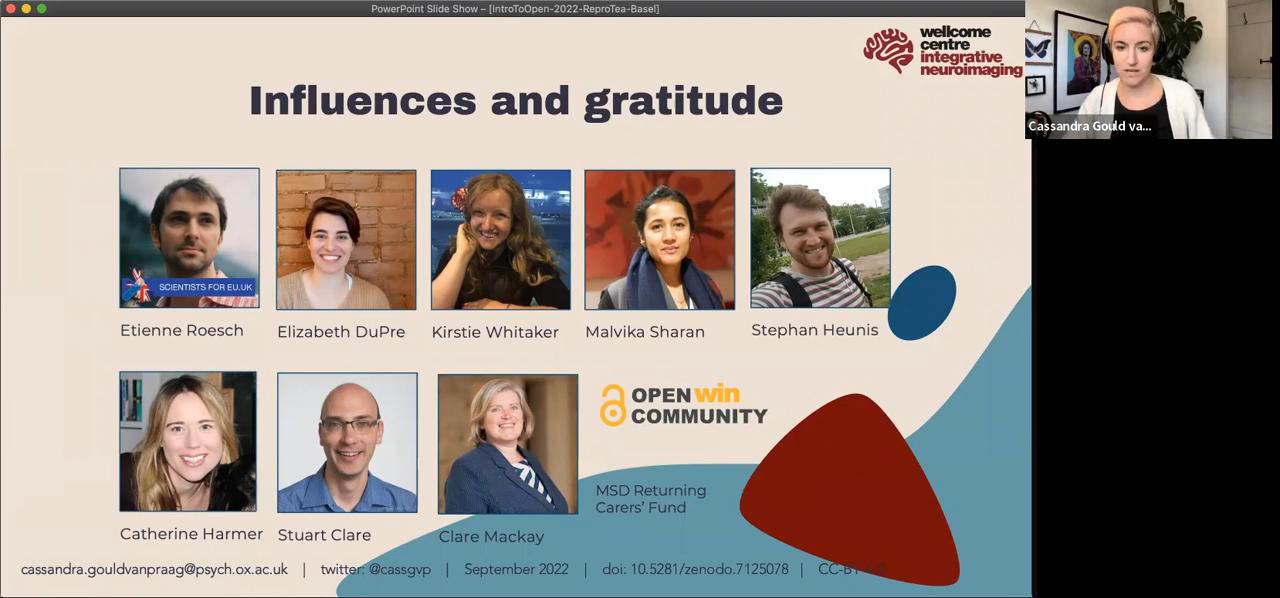 PowerPoint Slide Show – [IntroToOpen-2022-ReproTea-Basel]
wellcome
centre
integrative
neuroimaging
Influences and gratitude
Cassandra Gould va...
SCIENTISTS FOR EU.UK
Etienne Roesch
Elizabeth DuPre
Kirstie Whitaker
Malvika Sharan
Stephan Heunis
OPEN win
COMMUNITY
MSD Returning
Carers' Fund
Catherine Harmer
Stuart Clare
Clare Mackay
cassandra.gouldvanpraag@psych.ox.ac.uk | twitter: @cassgvp | September 2022 | doi: 10.5281/zenodo.7125078 | CC-BY